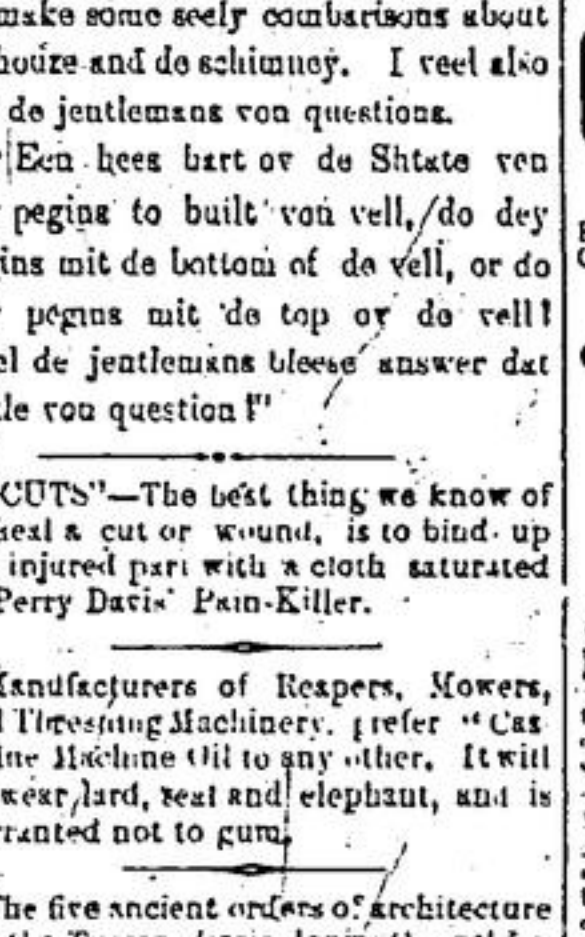 make some seely combarisons about
houze and de schimney. I veel also
de jentlemans von questions.
Een hees bart ov de Shtate ven
pegins to built von vell, do dey
ins mit de bottom of de vell, or do
pegins mit de top ov de vell?
el de jentlemans bleese answer dat
le von question?"
CUTS"—The best thing we know of
heal a cut or wound, is to bind up
injured part with a cloth saturated
Perry Davis' Pain-Killer.
Manufacturers of Reapers, Mowers,
Threshing Machinery, prefer "Cas
ine Machine Oil to any other. It will
wear lard, seal and elephant, and is
rranted not to gum.
The five ancient orders of architecture